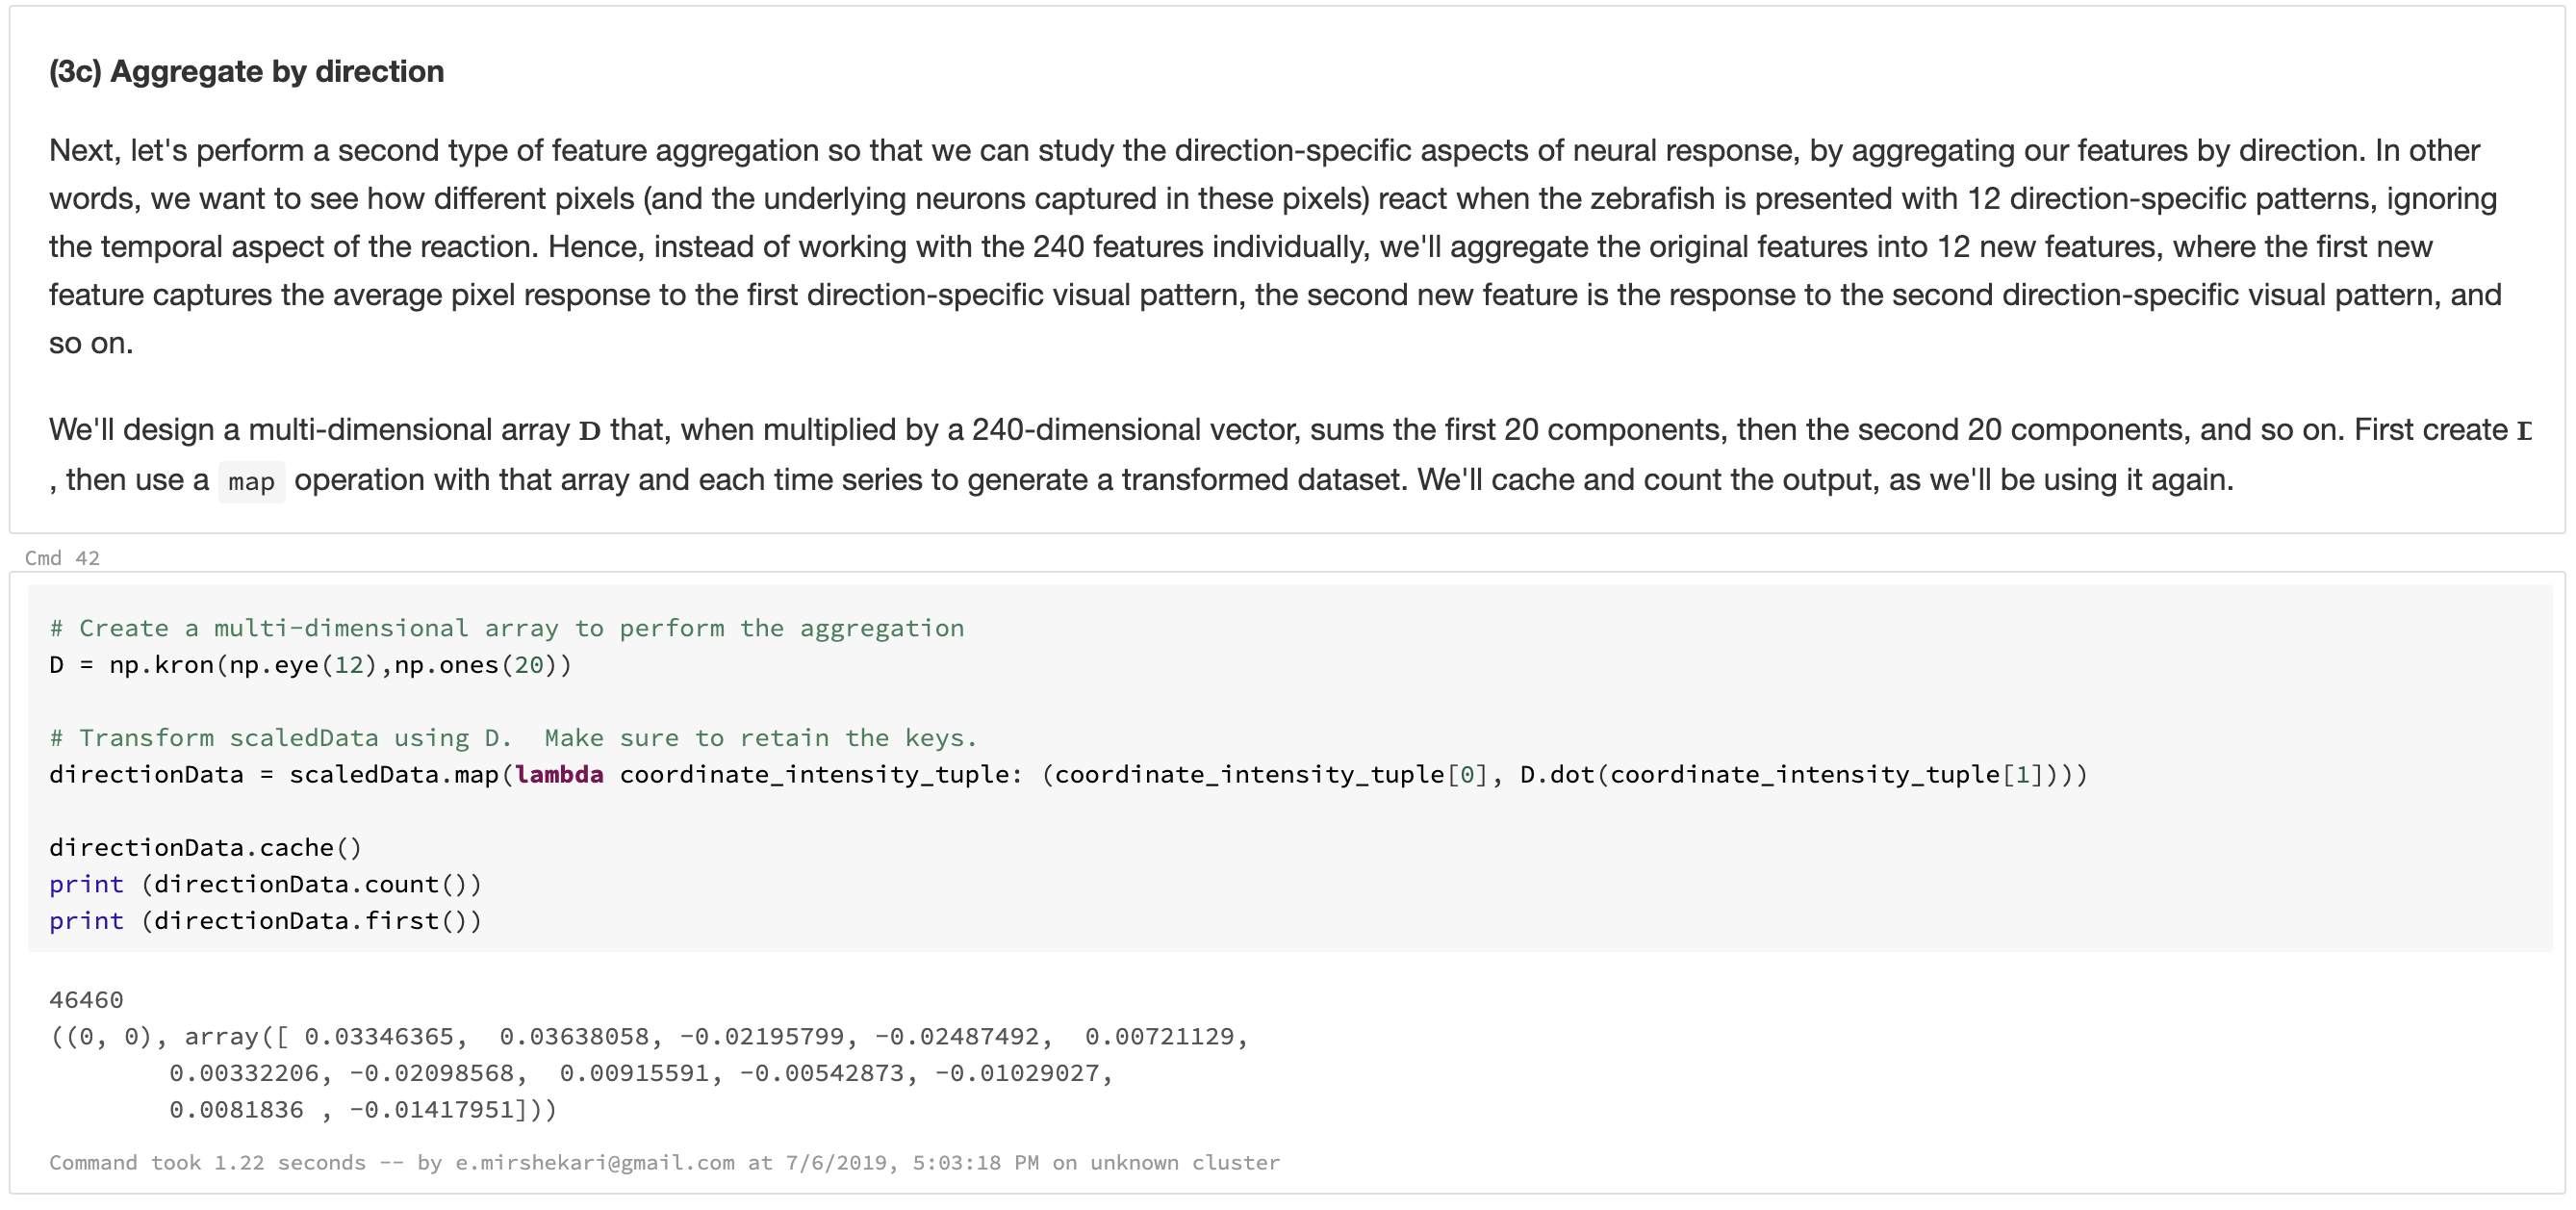 (3c) Aggregate by direction
Next, let's perform a second type of feature aggregation so that we can study the direction-specific aspects of neural response, by aggregating our features by direction. In other
words, we want to see how different pixels (and the underlying neurons captured in these pixels) react when the zebrafish is presented with 12 direction-specific patterns, ignoring
the temporal aspect of the reaction. Hence, instead of working with the 240 features individually, we'll aggregate the original features into 12 new features, where the first new
feature captures the average pixel response to the first direction-specific visual pattern, the second new feature is the response to the second direction-specific visual pattern, and
so on.
We'll design a multi-dimensional array D that, when multiplied by a 240-dimensional vector, sums the first 20 components, then the second 20 components, and so on. First create
, then use a map operation with that array and each time series to generate a transformed dataset. We'll cache and count the output, as we'll be using it again.
Cmd 42
# Create a multi-dimensional array to perform the aggregation
D = np.kron(np.eye(12),np.ones(20))
# Transform scaledData using D.  Make sure to retain the keys.
directionData = scaledData.map(lambda coordinate_intensity_tuple: (coordinate_intensity_tuple[0], D.dot(coordinate_intensity_tuple[1])))
directionData.cache()
print (directionData.count())
print (directionData.first())
46460
((0, 0), array([ 0.03346365,  0.03638058, -0.02195799, -0.02487492,  0.00721129,
        0.00332206, -0.02098568,  0.00915591, -0.00542873, -0.01029027,
        0.0081836 , -0.01417951]))
Command took 1.22 seconds -- by e.mirshekari@gmail.com at 7/6/2019, 5:03:18 PM on unknown cluster